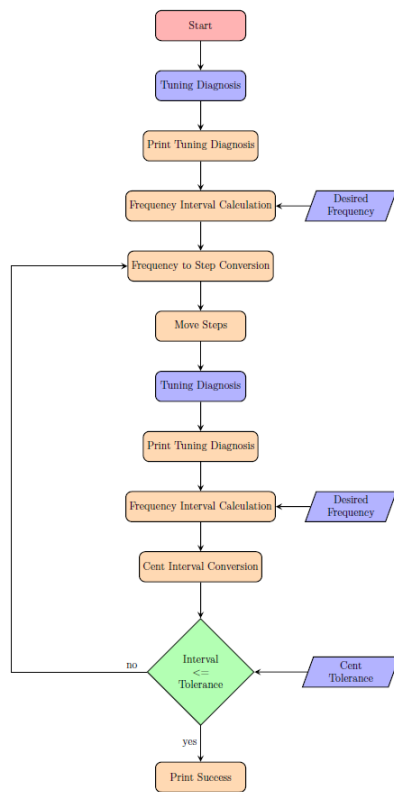 Start
Tuning Diagnosis
Print Tuning Diagnosis
Frequency Interval Calculation
Desired
Frequency
Frequency to Step Conversion
Move Steps
Tuning Diagnosis
Print Tuning Diagnosis
Frequency Interval Calculation
Desired
Frequency
Cent Interval Conversion
Interval
<=
Tolerance
Cent
Tolerance
no
yes
Print Success